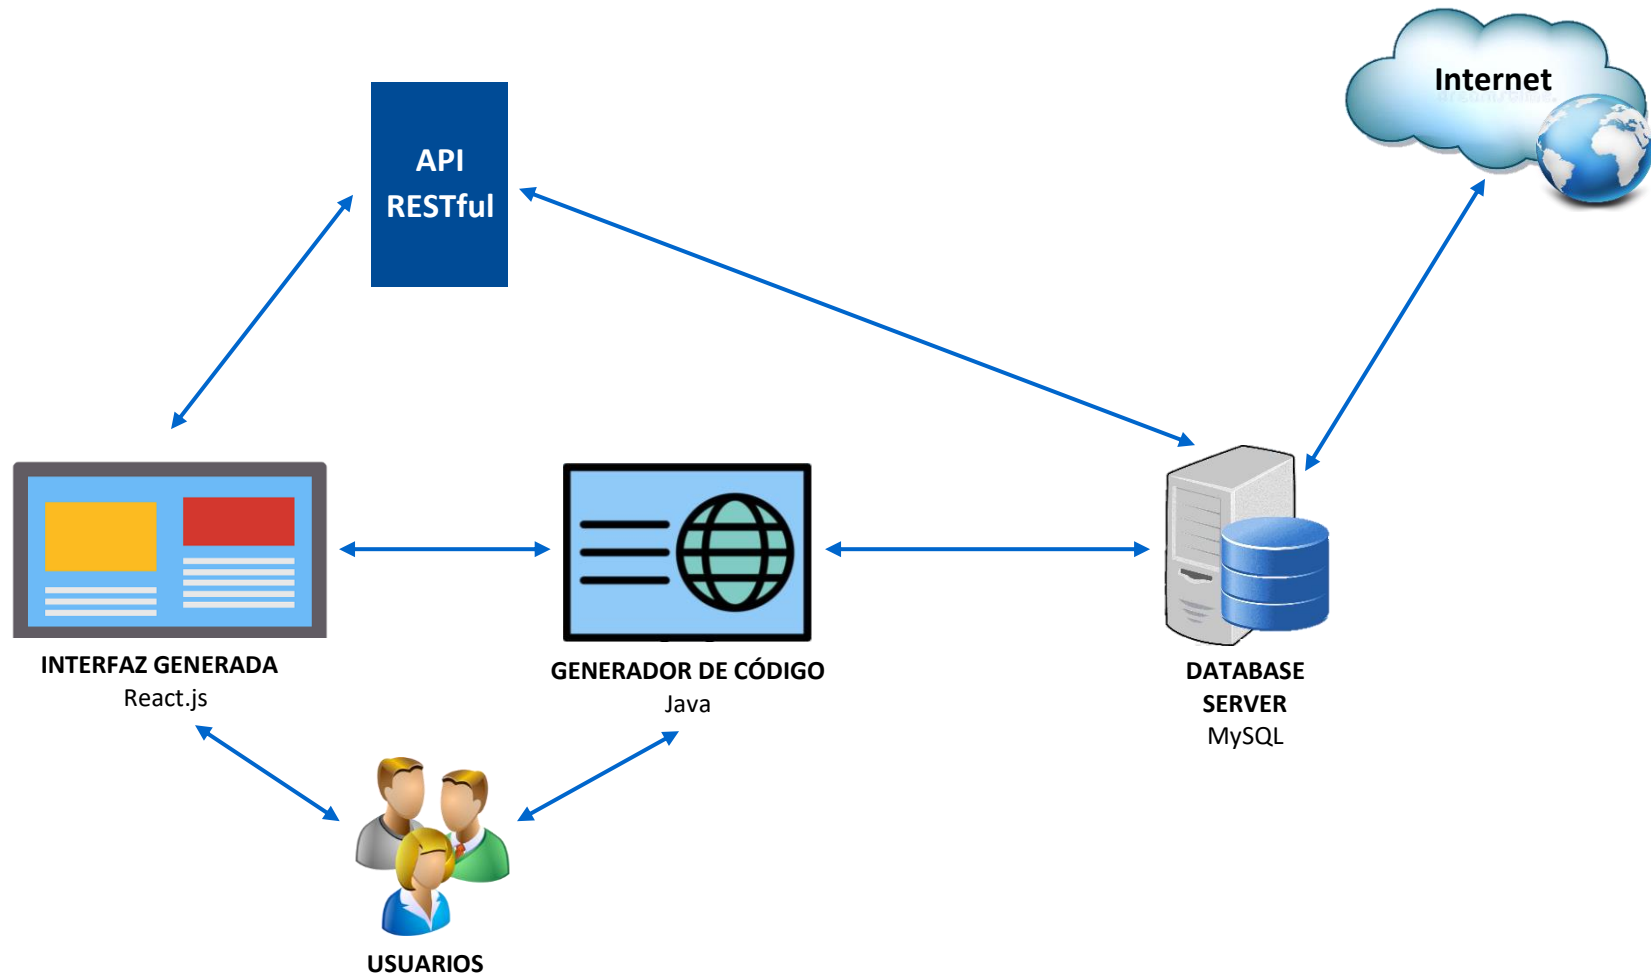 Internet
API
RESTful
INTERFAZ GENERADA
React.js
GENERADOR DE CÓDIGO
Java
DATABASE
SERVER
MySQL
USUARIOS